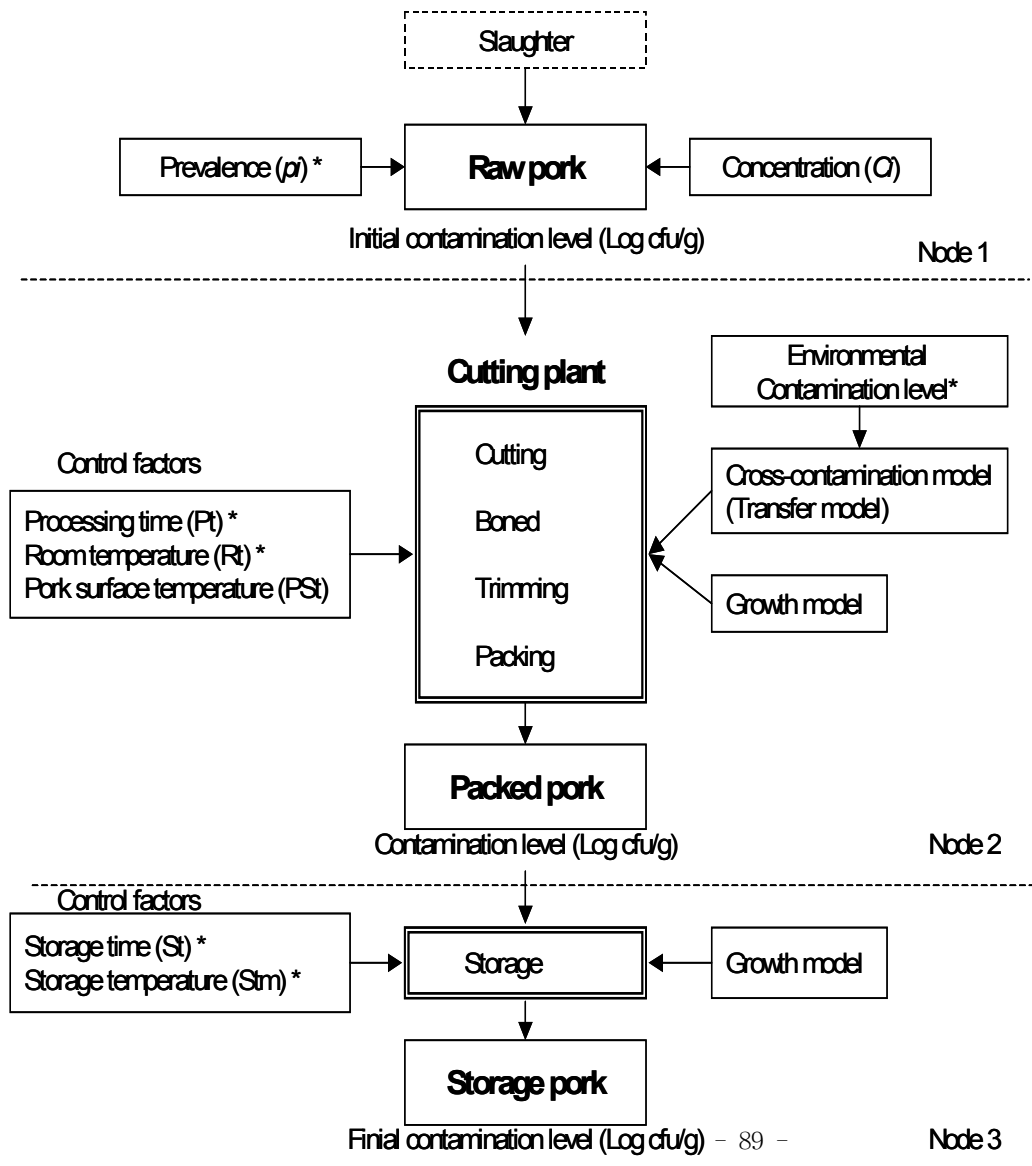 Slaughter
Prevalence (pi) *
Raw pork
Concentration (Ci)
Initial contamination level (Log cfu/g)
Node 1
Cutting plant
Environmental
Contamination level*
Control factors
Processing time (Pt) *
Room temperature (Rt) *
Pork surface temperature (PSt)
Cutting
Boned
Trimming
Packing
Cross-contamination model
(Transfer model)
Growth model
Packed pork
Contamination level (Log cfu/g)
Node 2
Control factors
Storage time (St) *
Storage temperature (Stm) *
Storage
Growth model
Storage pork
Finial contamination level (Log cfu/g) - 89 -
Node 3